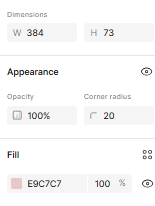 Dimensions
W 384 H 73
Appearance
Opacity Corner radius
100% 20
Fill
E9C7C7 100 %